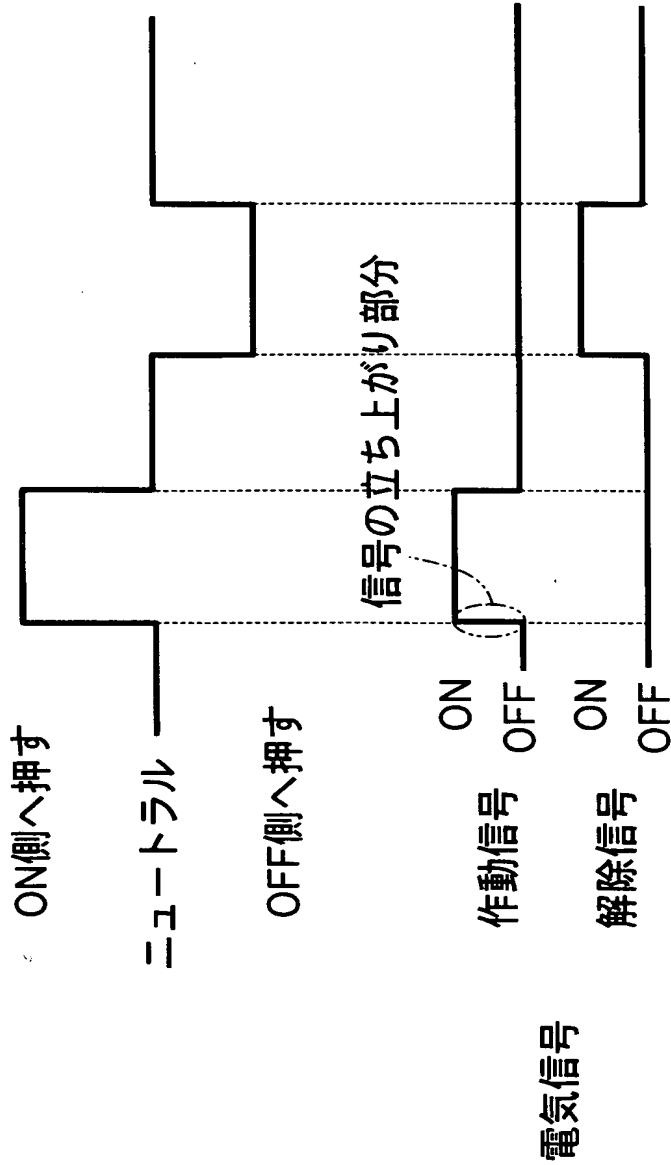 ON側へ押す
ニュートラル
OFF側へ押す
信号の立ち上がり部分
電気信号
作動信号
ON
OFF
解除信号
ON
OFF